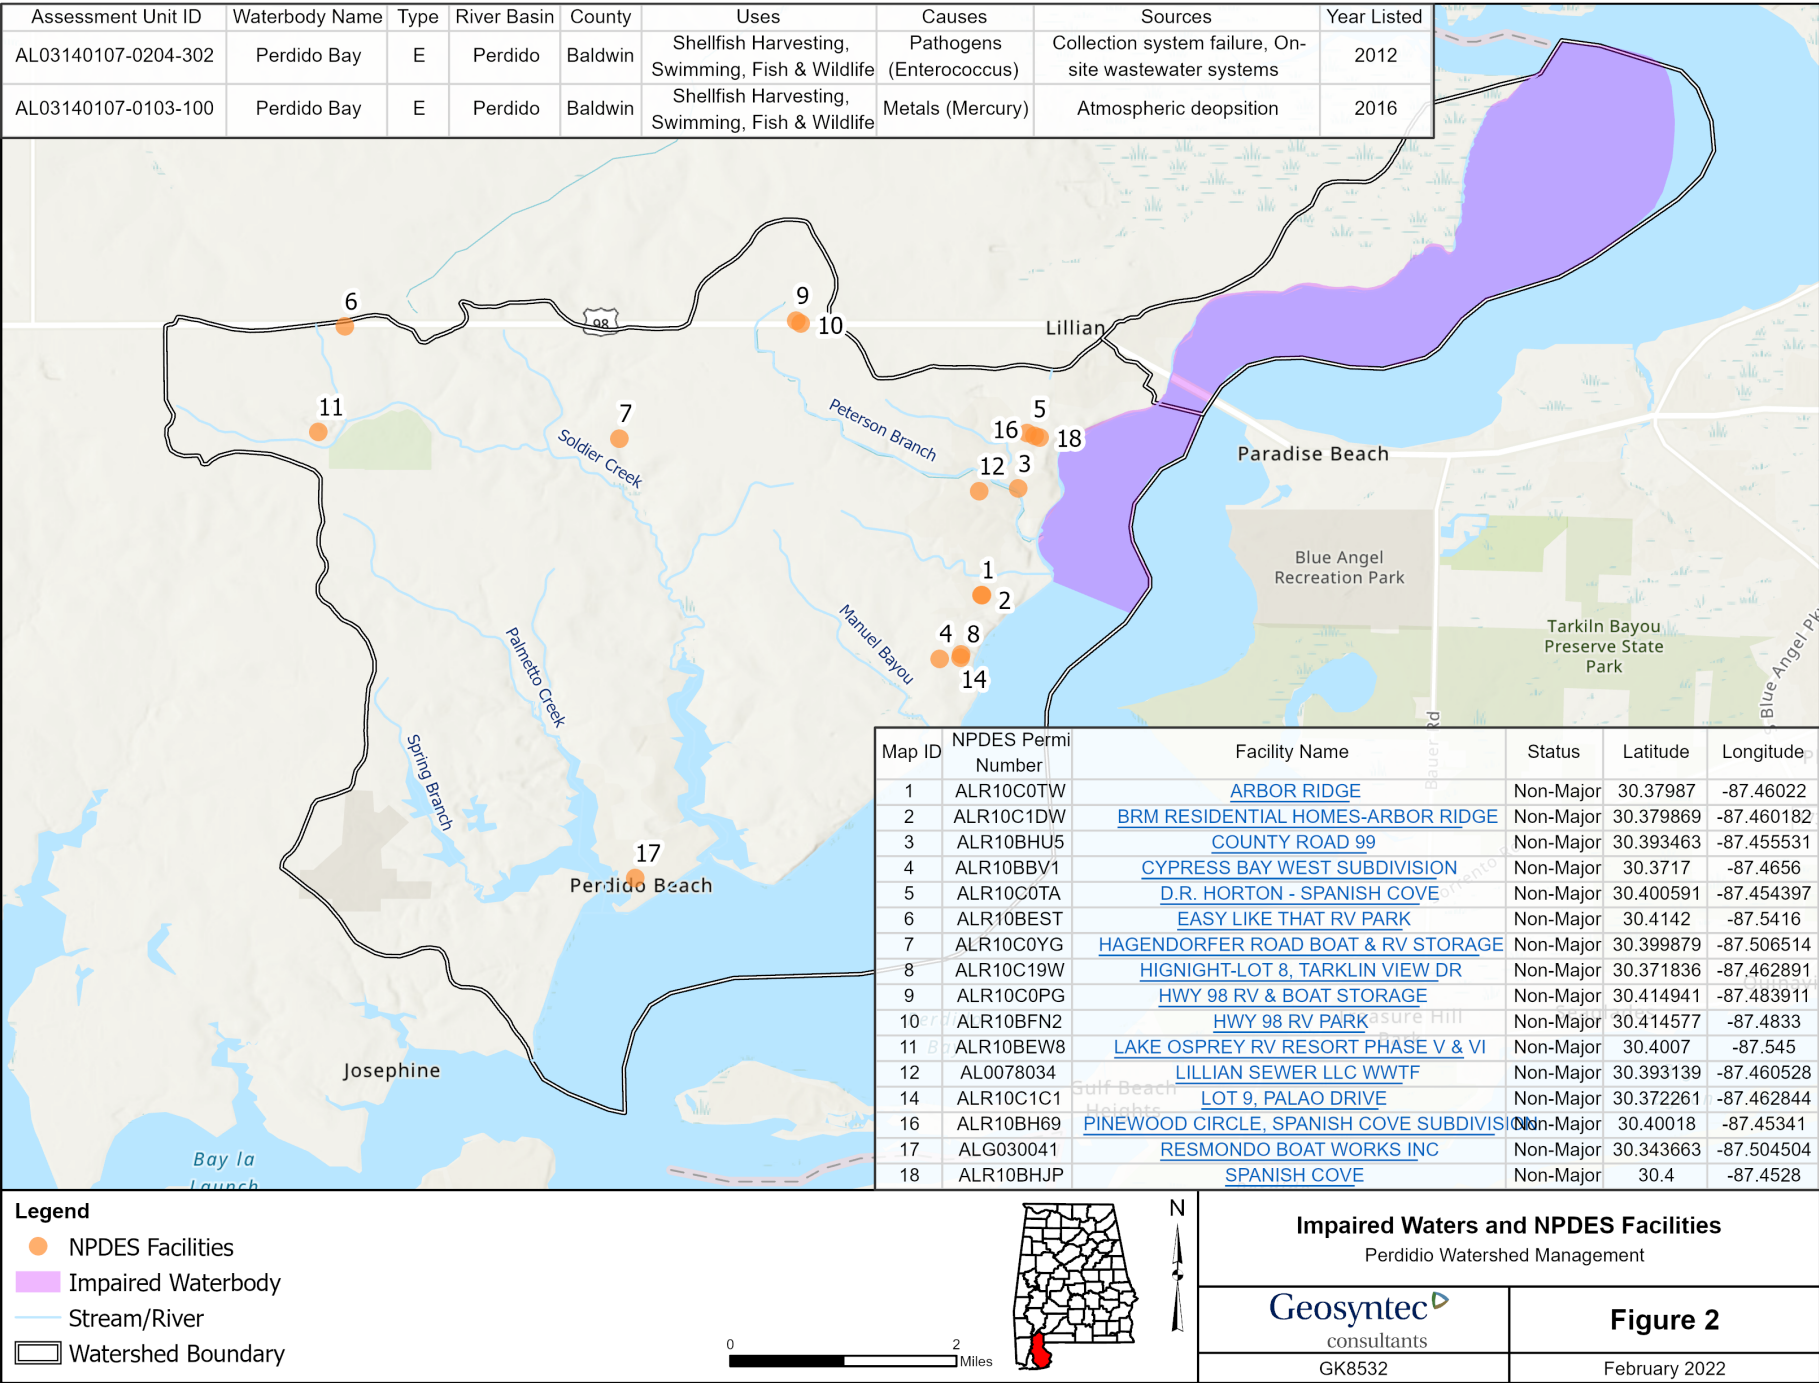 Assessment Unit ID Waterbody Name Type River Basin County Uses Causes Sources Year Listed
AL03140107-0204-302 Perdido Bay E Perdido Baldwin Shellfish Harvesting, Swimming, Fish & Wildlife Pathogens (Enterococcus) Collection system failure, On-site wastewater systems 2012
AL03140107-0103-100 Perdido Bay E Perdido Baldwin Shellfish Harvesting, Swimming, Fish & Wildlife Metals (Mercury) Atmospheric deopsition 2016
6
98
9
10
Lillian
11
7
5
16
18
Peterson Branch
Soldier Creek
12
3
Paradise Beach
1
2
Blue Angel
Recreation Park
Manuel Bayou
4
8
14
Tarkiln Bayou
Preserve State
Park
Blue Angel
Palmetto Creek
Spring Branch
Bauer Rd
17
Perdido Beach
Josephine
Bay la
Launch
Map ID NPDES Permi Number Facility Name Status Latitude Longitude
1 ALR10C0TW ARBOR RIDGE Non-Major 30.37987 -87.46022
2 ALR10C1DW BRM RESIDENTIAL HOMES-ARBOR RIDGE Non-Major 30.379869 -87.460182
3 ALR10BHU5 COUNTY ROAD 99 Non-Major 30.393463 -87.455531
4 ALR10BBV1 CYPRESS BAY WEST SUBDIVISION Non-Major 30.3717 -87.4656
5 ALR10C0TA D.R. HORTON - SPANISH COVE Non-Major 30.400591 -87.454397
6 ALR10BEST EASY LIKE THAT RV PARK Non-Major 30.4142 -87.5416
7 ALR10C0YG HAGENDORFER ROAD BOAT & RV STORAGE Non-Major 30.399879 -87.506514
8 ALR10C19W HIGNIGHT-LOT 8, TARKLIN VIEW DR Non-Major 30.371836 -87.462891
9 ALR10C0PG HWY 98 RV & BOAT STORAGE Non-Major 30.414941 -87.483911
10 ALR10BFN2 HWY 98 RV PARK Non-Major 30.414577 -87.4833
11 ALR10BEW8 LAKE OSPREY RV RESORT PHASE V & VI Non-Major 30.4007 -87.545
12 AL0078034 LILLIAN SEWER LLC WWTF Non-Major 30.393139 -87.460528
14 ALR10C1C1 LOT 9, PALAO DRIVE Non-Major 30.372261 -87.462844
16 ALR10BH69 PINEWOOD CIRCLE, SPANISH COVE SUBDIVISION Non-Major 30.40018 -87.45341
17 ALG030041 RESMONDO BOAT WORKS INC Non-Major 30.343663 -87.504504
18 ALR10BHJP SPANISH COVE Non-Major 30.4 -87.4528
Gulf Beach
Heights
Legend
NPDES Facilities
Impaired Waterbody
Stream/River
Watershed Boundary
0 2
Miles
N
Impaired Waters and NPDES Facilities
Perdidio Watershed Management
Geosyntec
consultants
Figure 2
GK8532
February 2022